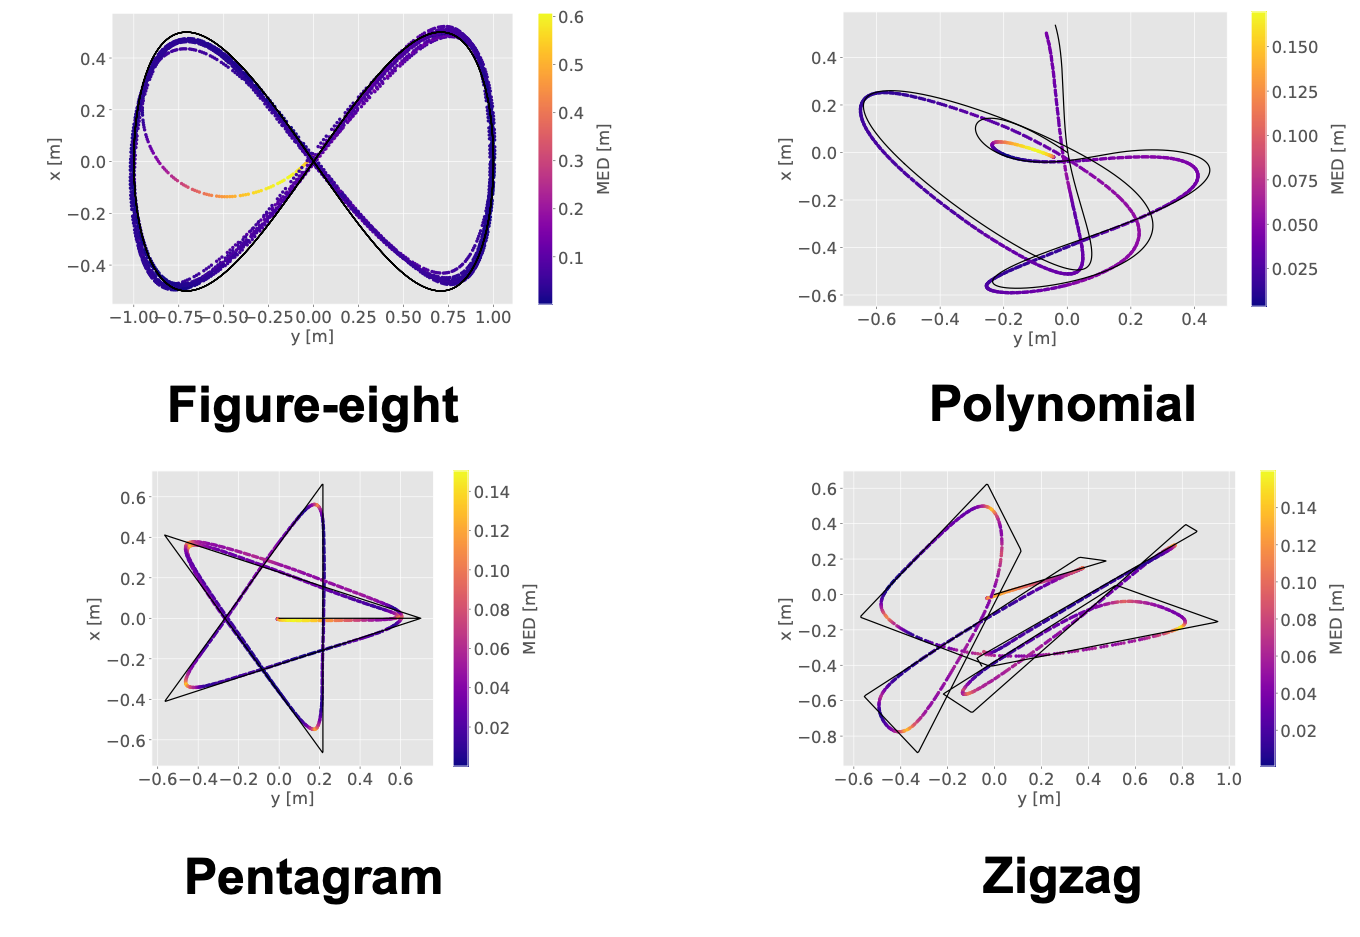 0.4
0.2
0.0
−0.2
−0.4
x [m]
−1.00 −0.75 −0.50 −0.25 0.00 0.25 0.50 0.75 1.00
y [m]
0.6
0.5
0.4
0.3
0.2
0.1
MED [m]
Figure-eight
0.4
0.2
0.0
−0.2
−0.4
−0.6
x [m]
−0.6 −0.4 −0.2 0.0 0.2 0.4
y [m]
0.150
0.125
0.100
0.075
0.050
0.025
MED [m]
Polynomial
0.6
0.4
0.2
0.0
−0.2
−0.4
−0.6
x [m]
−0.6 −0.4 −0.2 0.0 0.2 0.4 0.6
y [m]
0.14
0.12
0.10
0.08
0.06
0.04
0.02
MED [m]
Pentagram
0.6
0.4
0.2
0.0
−0.2
−0.4
−0.6
−0.8
x [m]
−0.6 −0.4 −0.2 0.0 0.2 0.4 0.6 0.8 1.0
y [m]
0.14
0.12
0.10
0.08
0.06
0.04
0.02
MED [m]
Zigzag